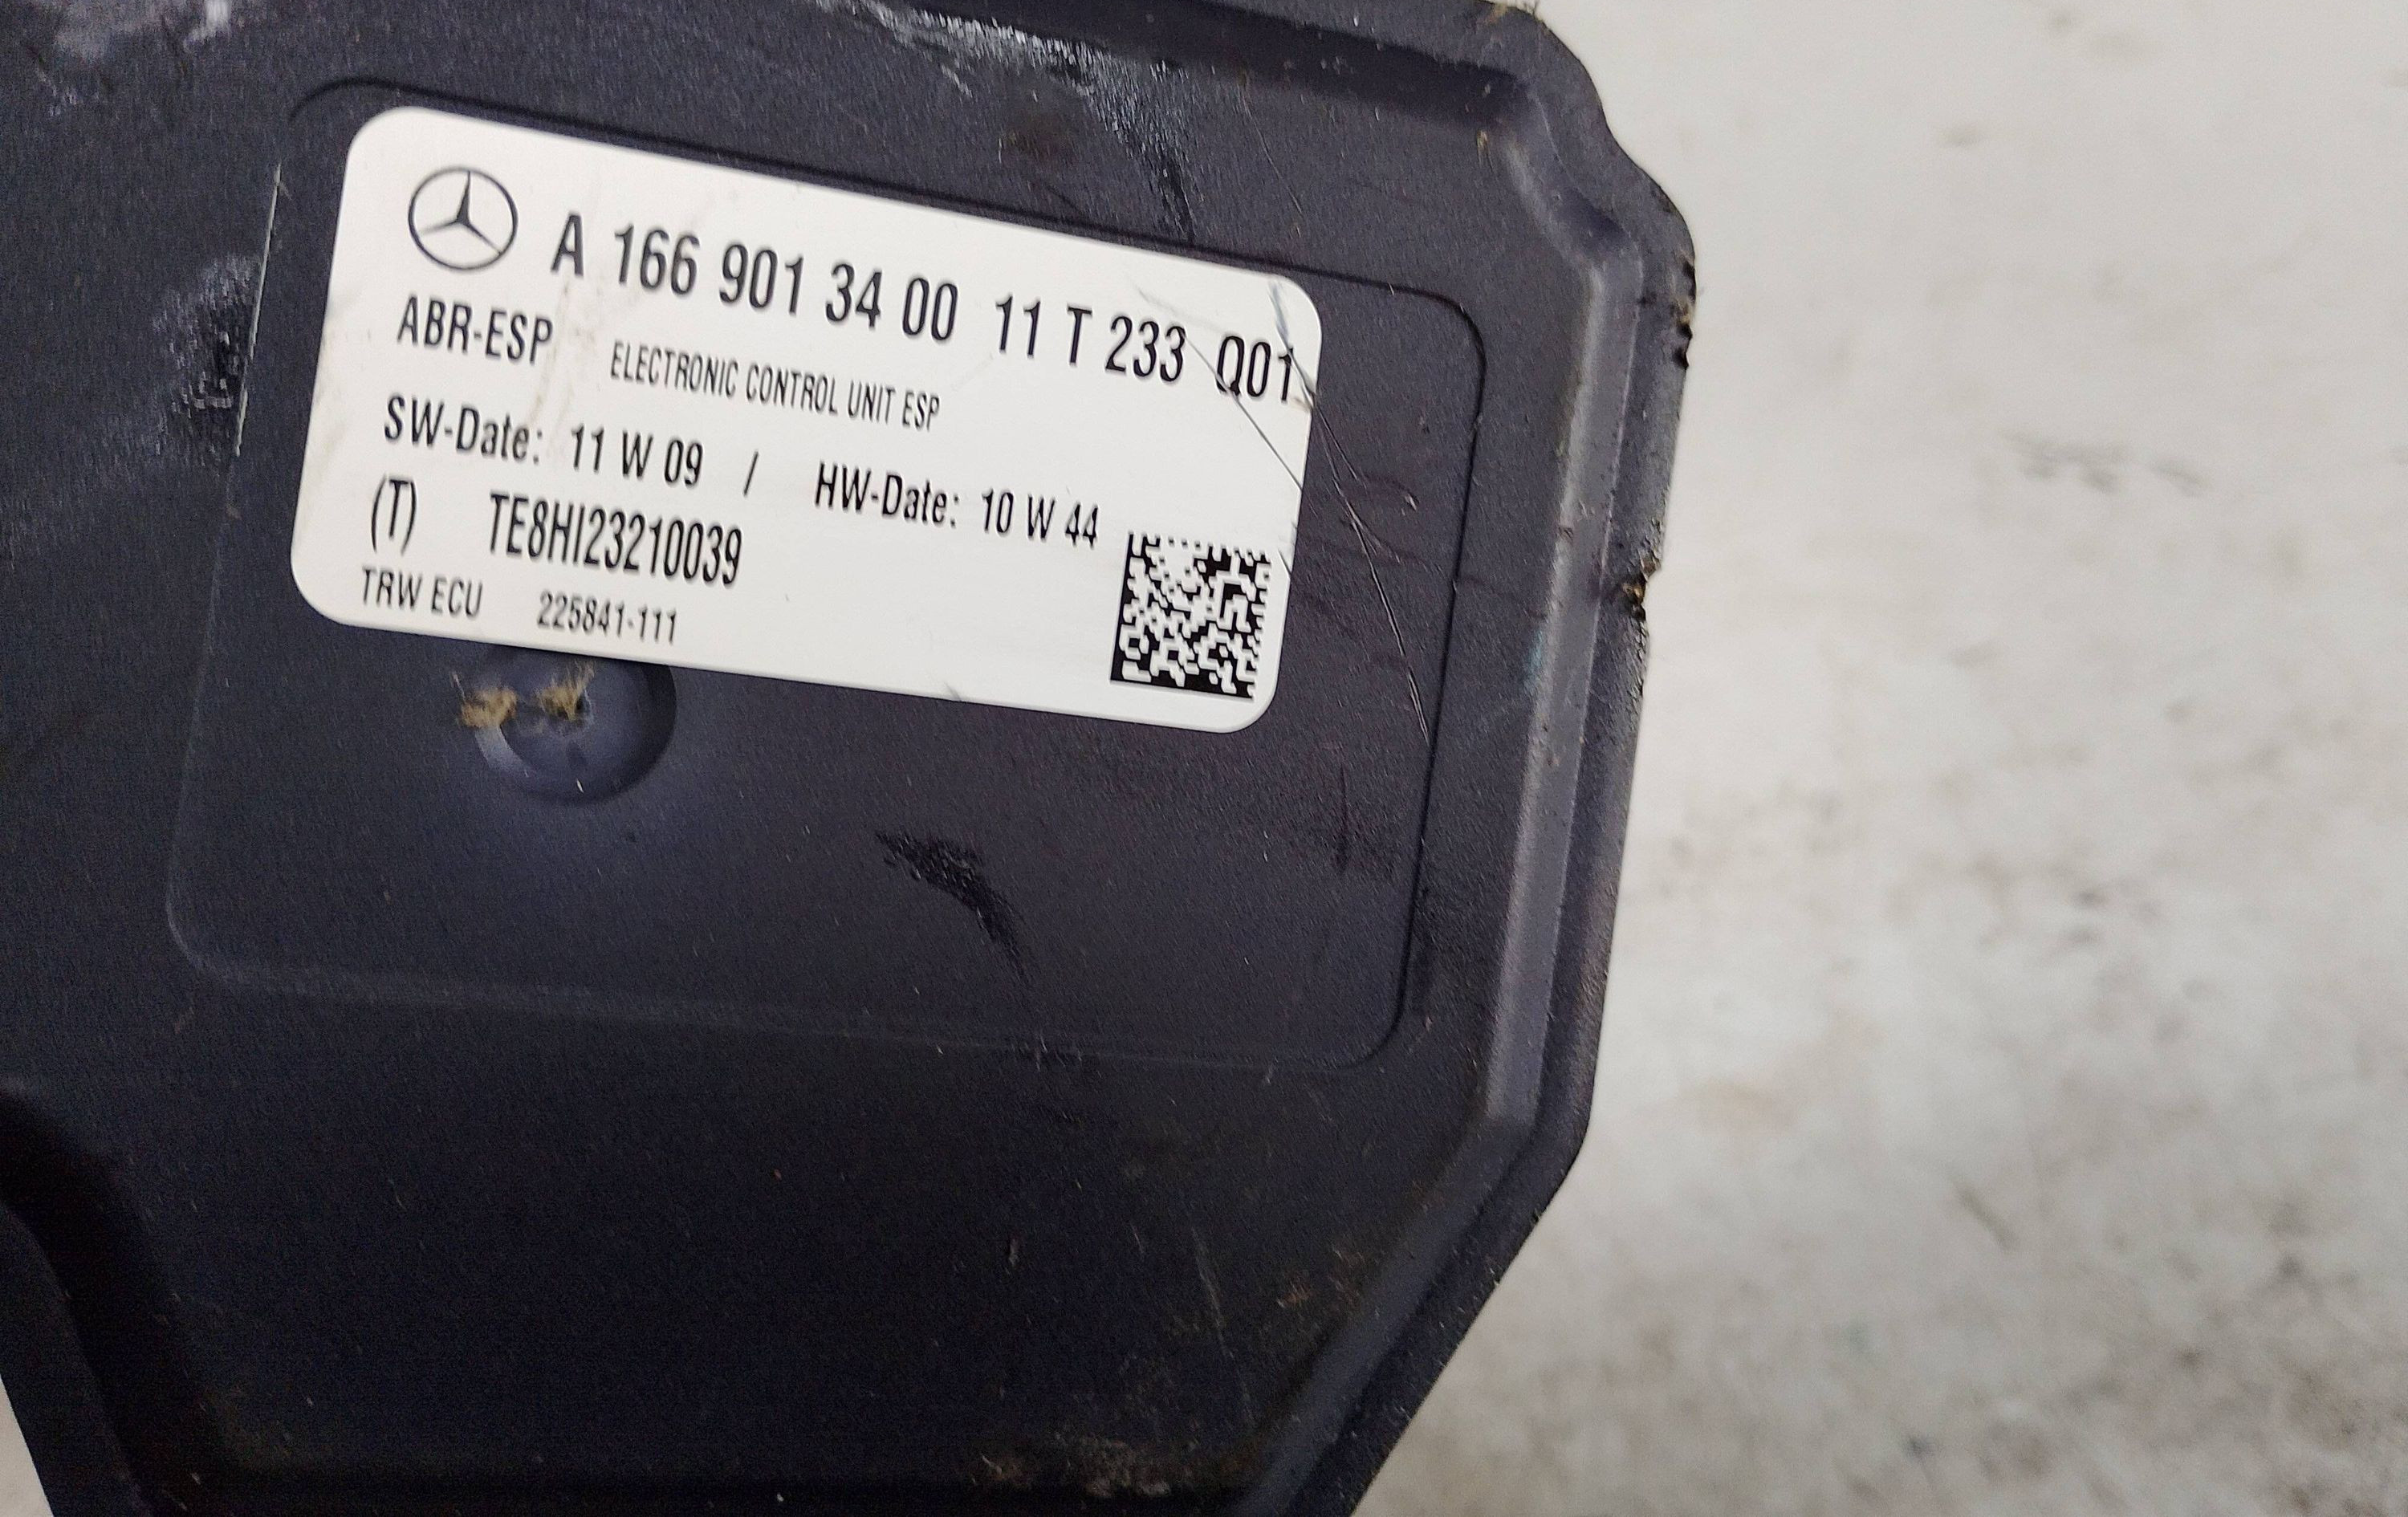 A 166 901 34 00 11 T 233 Q01
ABR-ESP ELECTRONIC CONTROL UNIT ESP
SW-Date: 11 W 09 / HW-Date: 10 W 44
(T) TE8HI23210039
TRW ECU 225841-111